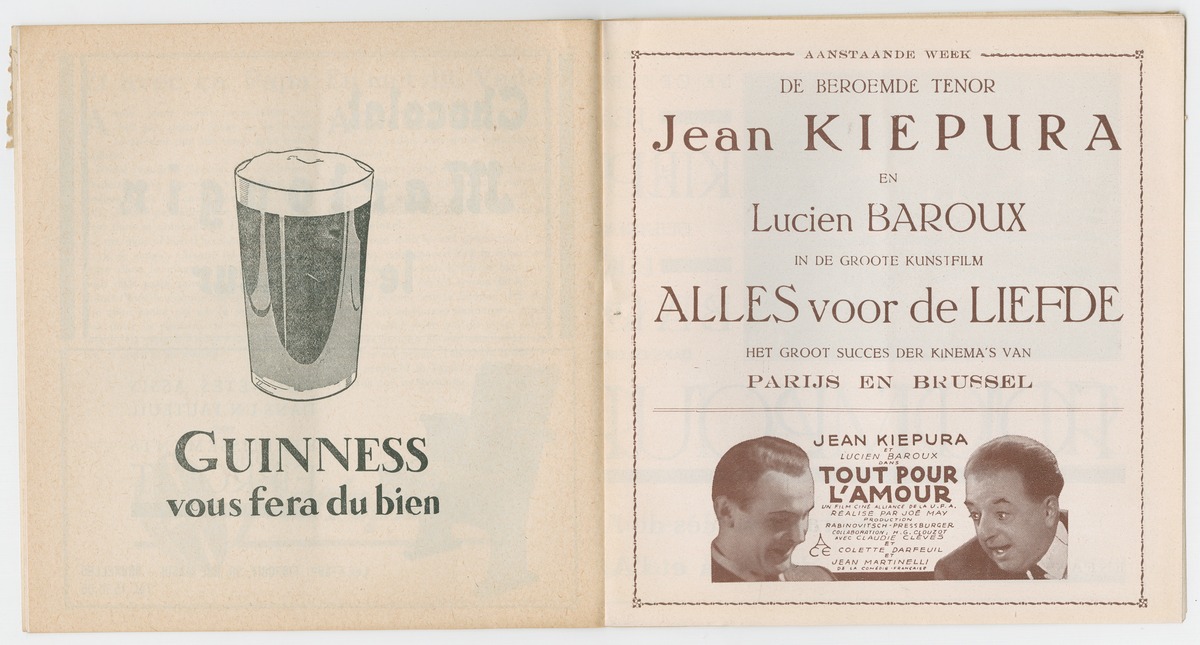 GUINNESS
vous fera du bien
AANSTAANDE WEEK
DE BEROEMDE TENOR
Jean KIEPURA
EN
Lucien BAROUX
IN DE GROOTE KUNSTFILM
ALLES voor de LIEFDE
HET GROOT SUCCES DER KINEMA'S VAN
PARIJS EN BRUSSEL
JEAN KIEPURA
ET
LUCIEN BAROUX
DANS
TOUT POUR
L'AMOUR
UN FILM CINÉ ALLIANCE DE LA U.F.A.
RÉALISÉ PAR JOÉ MAY
PRODUCTION
RABINOVITSCH-PRESSBURGER
COLLABORATION, H.G. CLOUZOT
AVEC CLAUDIE CLÈVES
ET
ACE
COLETTE DARFEUIL
ET
JEAN MARTINELLI
DE LA COMÉDIE-FRANÇAISE